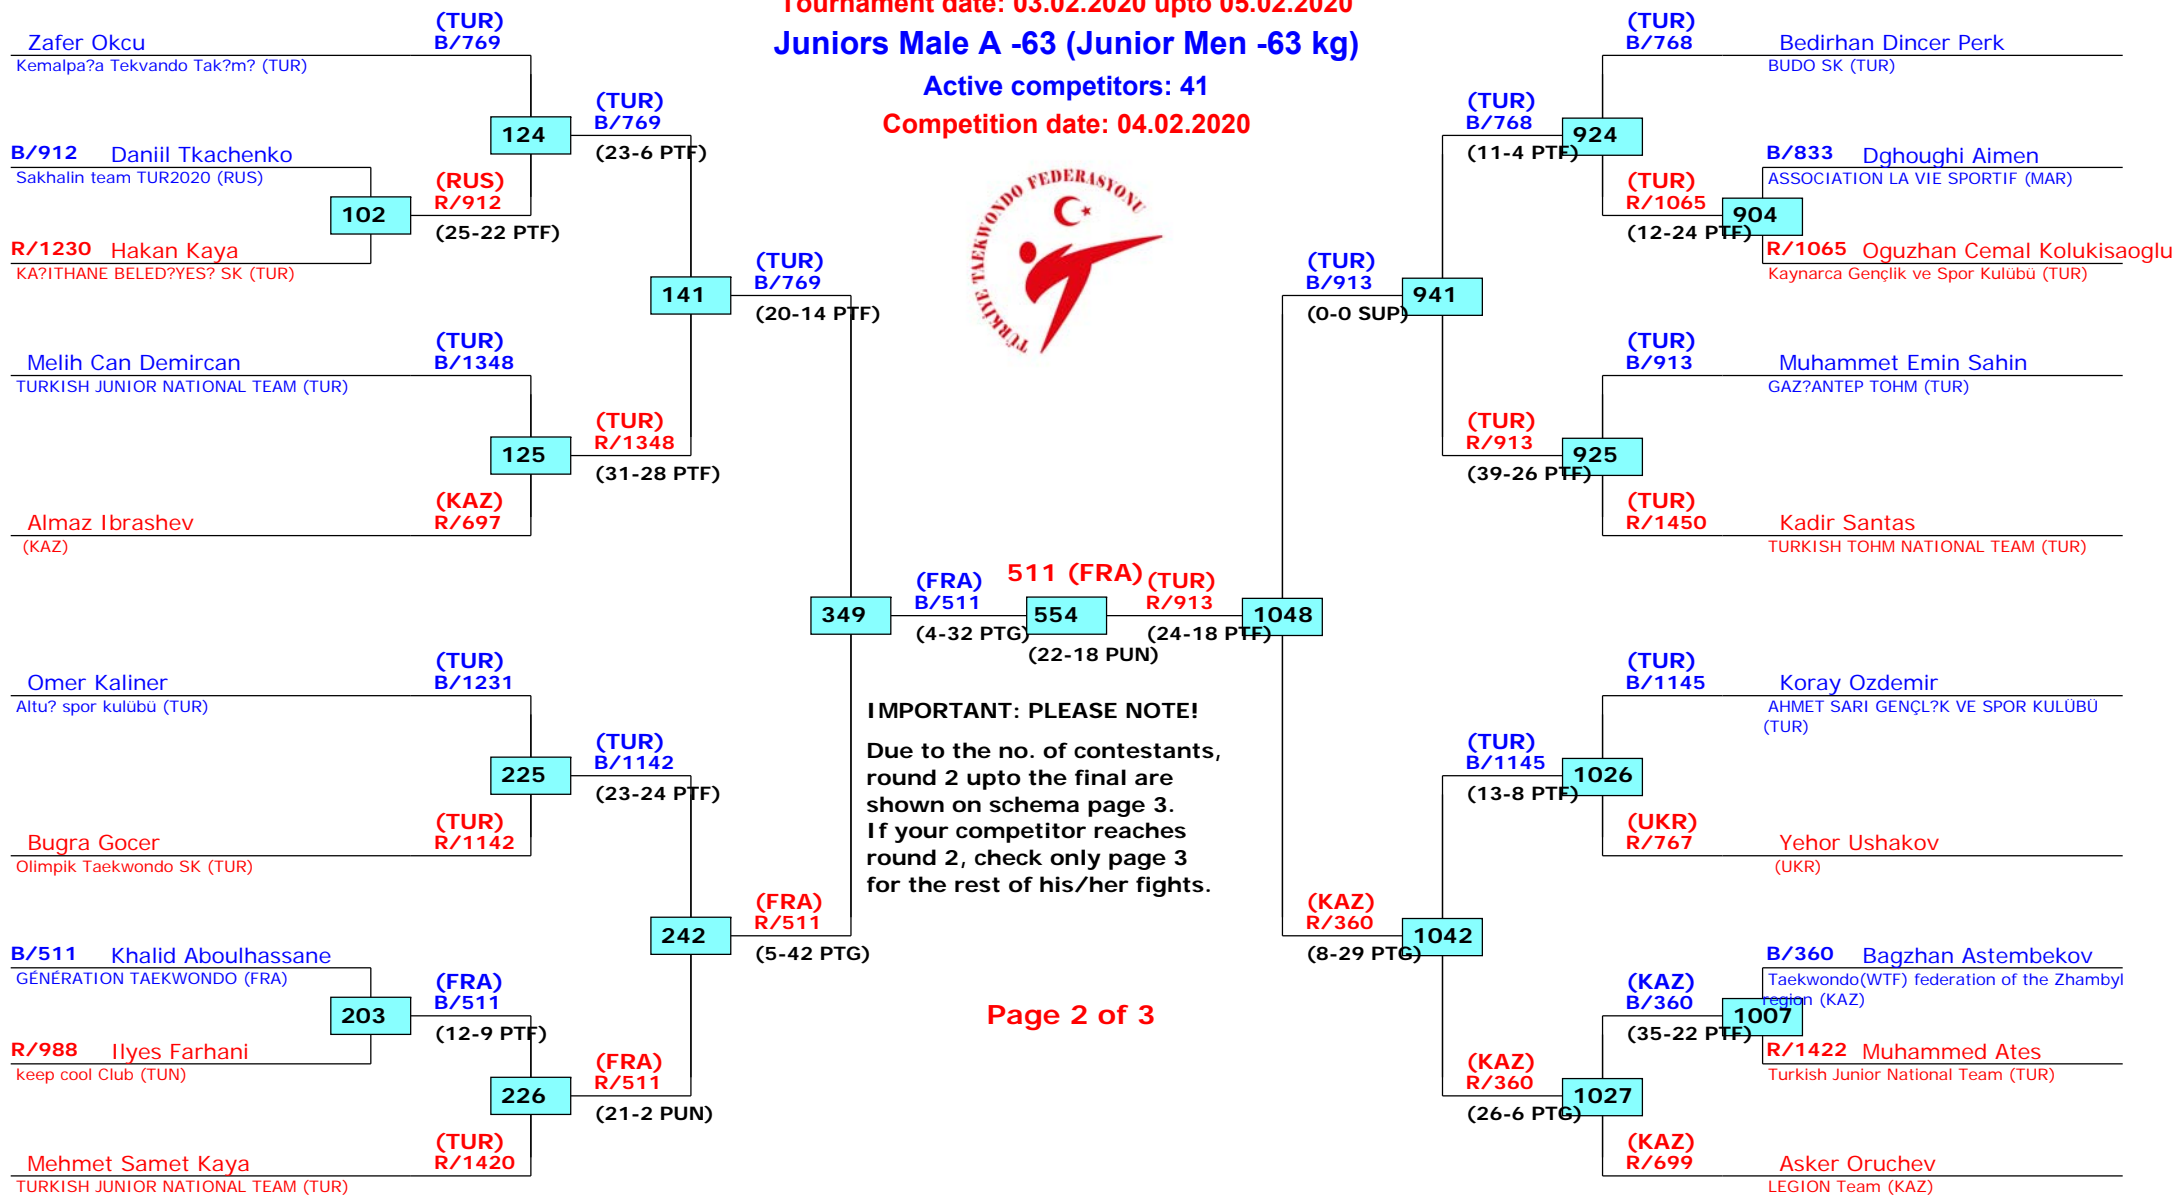 Tournament date: 03.02.2020 upto 05.02.2020
Juniors Male A -63 (Junior Men -63 kg)
Active competitors: 41
Competition date: 04.02.2020
TÜRKİYE TAEKWONDO FEDERASYONU
Zafer Okcu
(TUR)
B/769
Kemalpa?a Tekvando Tak?m? (TUR)
124
(TUR)
B/769
(23-6 PTF)
B/912 Daniil Tkachenko
Sakhalin team TUR2020 (RUS)
102
(RUS)
R/912
(25-22 PTF)
R/1230 Hakan Kaya
KA?ITHANE BELED?YES? SK (TUR)
141
(TUR)
B/769
(20-14 PTF)
Melih Can Demircan
(TUR)
B/1348
TURKISH JUNIOR NATIONAL TEAM (TUR)
125
(TUR)
R/1348
(31-28 PTF)
Almaz Ibrashev
(KAZ)
R/697
(KAZ)
349
(FRA)
B/511
(4-32 PTG)
511 (FRA)
554
(22-18 PUN)
(TUR)
R/913
(24-18 PTF)
1048
Omer Kaliner
(TUR)
B/1231
Altu? spor kulübü (TUR)
225
(TUR)
B/1142
(23-24 PTF)
Bugra Gocer
(TUR)
R/1142
Olimpik Taekwondo SK (TUR)
242
(FRA)
R/511
(5-42 PTG)
B/511 Khalid Aboulhassane
GÉNÉRATION TAEKWONDO (FRA)
203
(FRA)
B/511
(12-9 PTF)
R/988 Ilyes Farhani
keep cool Club (TUN)
226
(FRA)
R/511
(21-2 PUN)
Mehmet Samet Kaya
(TUR)
R/1420
TURKISH JUNIOR NATIONAL TEAM (TUR)
IMPORTANT: PLEASE NOTE!
Due to the no. of contestants,
round 2 upto the final are
shown on schema page 3.
If your competitor reaches
round 2, check only page 3
for the rest of his/her fights.
Page 2 of 3
(TUR)
B/768 Bedirhan Dincer Perk
BUDO SK (TUR)
(TUR)
B/768
(11-4 PTF)
924
B/833 Dghoughi Aimen
ASSOCIATION LA VIE SPORTIF (MAR)
(TUR)
R/1065
(12-24 PTF)
904
R/1065 Oguzhan Cemal Kolukisaoglu
Kaynarca Gençlik ve Spor Kulübü (TUR)
(TUR)
B/913
(0-0 SUP)
941
(TUR)
B/913 Muhammet Emin Sahin
GAZ?ANTEP TOHM (TUR)
(TUR)
R/913
(39-26 PTF)
925
(TUR)
R/1450 Kadir Santas
TURKISH TOHM NATIONAL TEAM (TUR)
(TUR)
B/1145 Koray Ozdemir
AHMET SARI GENÇL?K VE SPOR KULÜBÜ
(TUR)
(TUR)
B/1145
(13-8 PTF)
1026
(UKR)
R/767 Yehor Ushakov
(UKR)
(KAZ)
R/360
(8-29 PTG)
1042
B/360 Bagzhan Astembekov
Taekwondo(WTF) federation of the Zhambyl
region (KAZ)
(KAZ)
B/360
(35-22 PTF)
1007
R/1422 Muhammed Ates
Turkish Junior National Team (TUR)
(KAZ)
R/360
(26-6 PTG)
1027
(KAZ)
R/699 Asker Oruchev
LEGION Team (KAZ)